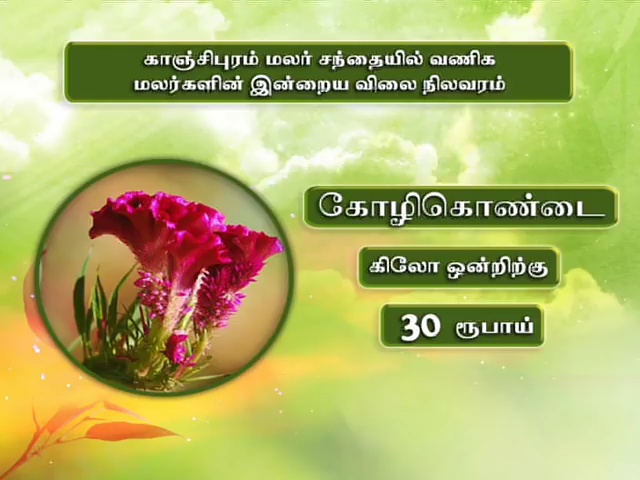 காஞ்சிபுரம் மலர் சந்தையில் வணிக
மலர்களின் இன்றைய விலை நிலவரம்
கோழிகொண்டை
கிலோ ஒன்றிற்கு
30 ரூபாய்